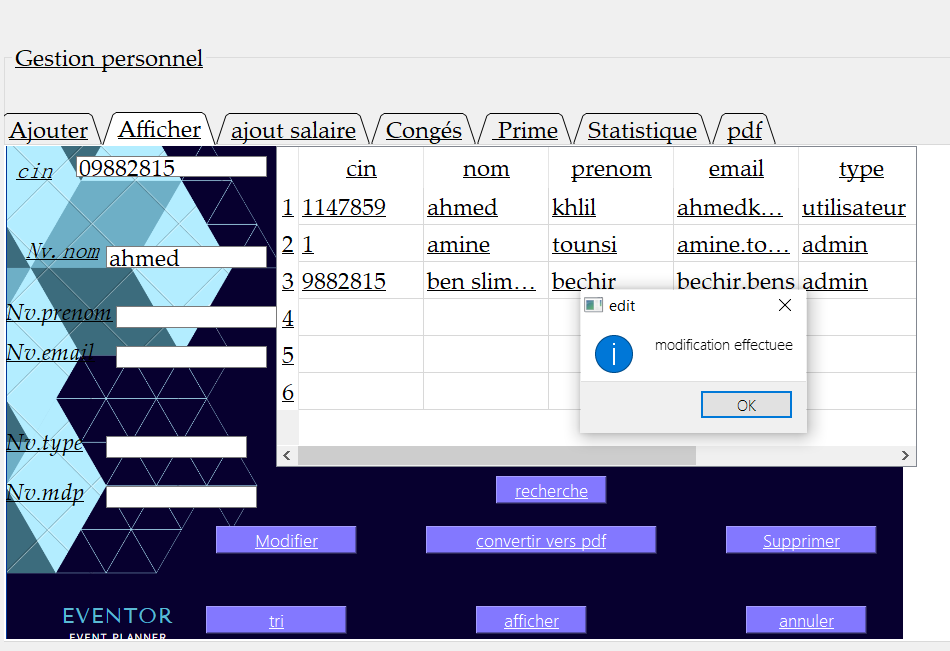 Gestion personnel
Ajouter Afficher ajout salaire Congés Prime Statistique pdf
cin 09882815
Nv.nom ahmed
Nv.prenom
Nv.email
Nv.type
Nv.mdp
cin nom prenom email type
1 1147859 ahmed khlil ahmedk... utilisateur
2 1 amine tounsi amine.to... admin
3 9882815 ben slim... bechir bechir.bens admin
4
5
6
edit
modification effectuee
OK
recherche
Modifier convertir vers pdf Supprimer
EVENTOR
EVENT PLANNER
tri afficher annuler